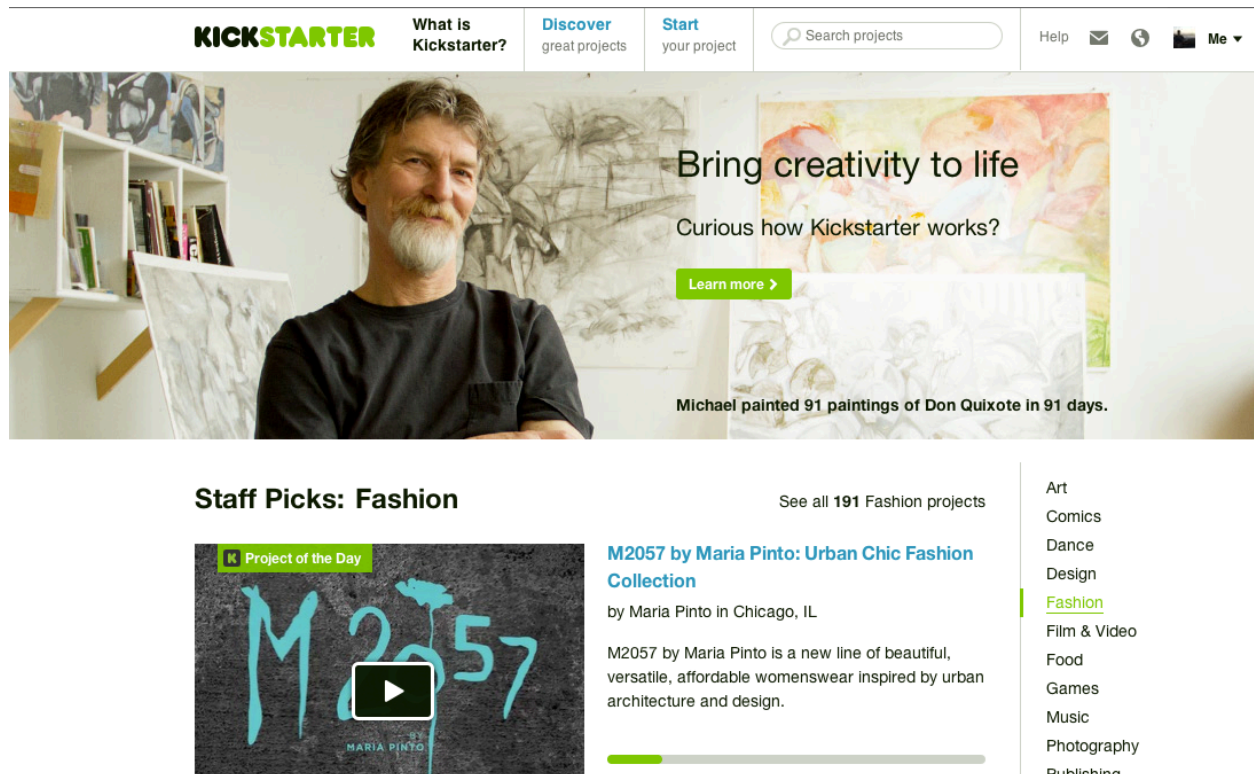 KICKSTARTER
What is
Kickstarter?
Discover
great projects
Start
your project
Search projects
Help
Me
Bring creativity to life
Curious how Kickstarter works?
Learn more
Michael painted 91 paintings of Don Quixote in 91 days.
Staff Picks: Fashion
See all 191 Fashion projects
K Project of the Day
M2057
BY
MARIA PINTO
M2057 by Maria Pinto: Urban Chic Fashion
Collection
by Maria Pinto in Chicago, IL
M2057 by Maria Pinto is a new line of beautiful,
versatile, affordable womenswear inspired by urban
architecture and design.
Art
Comics
Dance
Design
Fashion
Film & Video
Food
Games
Music
Photography
Publishing